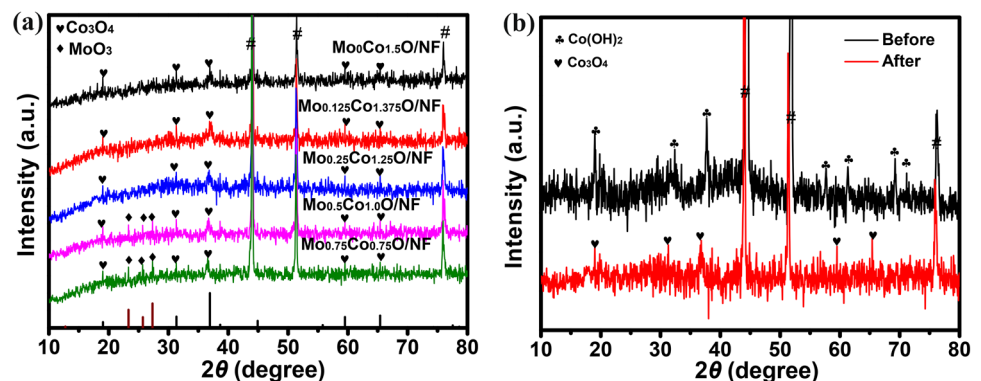 (a)
♥Co₃O₄
♦ MoO₃
#
#
#
Mo0Co1.5O/NF
Mo0.125Co1.375O/NF
Mo0.25Co1.25O/NF
Mo0.5Co1.0O/NF
Mo0.75Co0.75O/NF
Intensity (a.u.)
10 20 30 40 50 60 70 80
2θ (degree)
(b)
♣ Co(OH)₂
♥ Co₃O₄
Before
After
#
#
#
Intensity (a.u.)
10 20 30 40 50 60 70 80
2θ (degree)